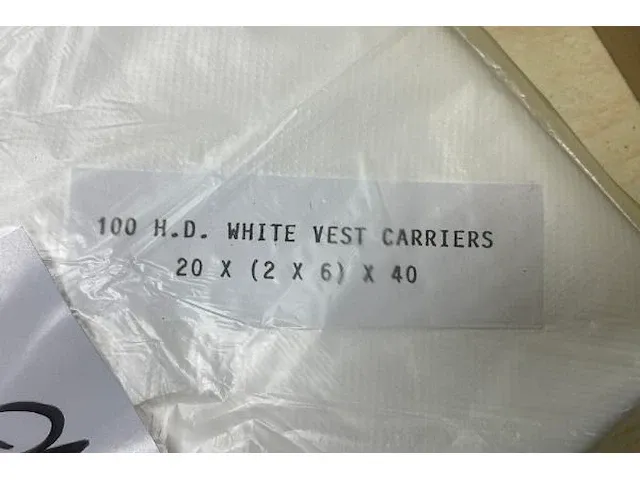 100 H.D. WHITE VEST CARRIERS
20 X (2 X 6) X 40